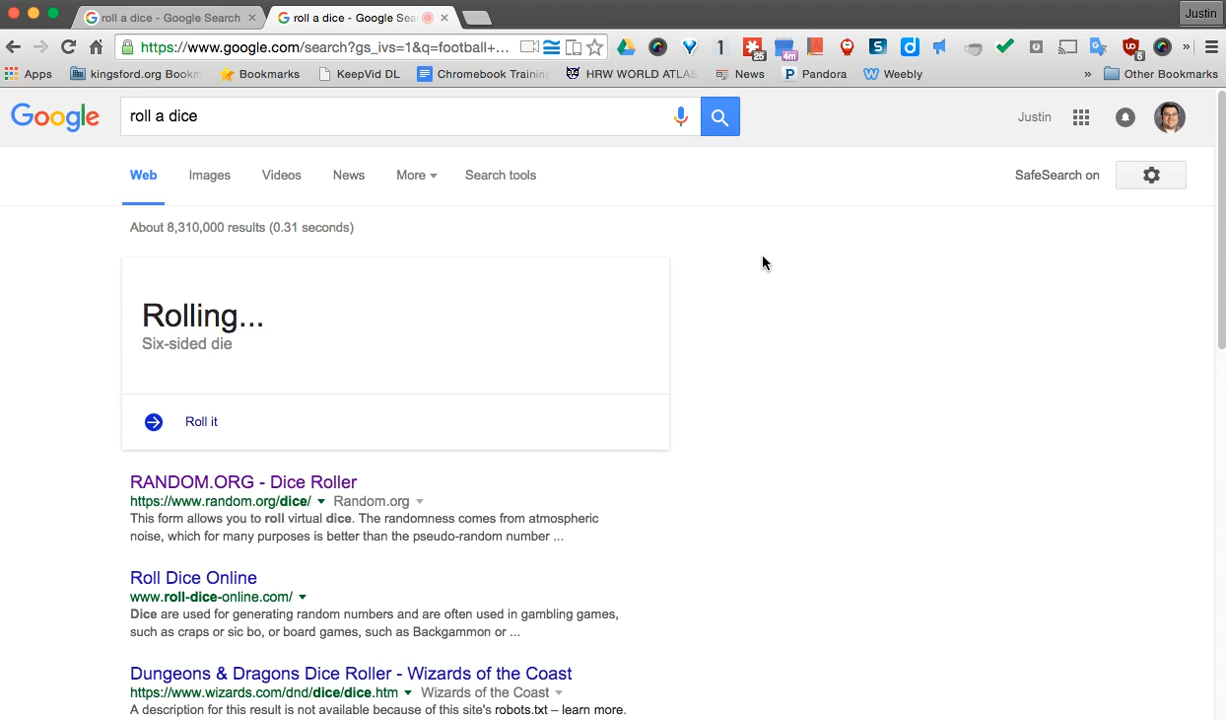 roll a dice - Google Search
roll a dice - Google Sea
Justin
https://www.google.com/search?gs_ivs=1&q=football+...
1
25
4m
6
Apps
kingsford.org Bookm
Bookmarks
KeepVid DL
Chromebook Training
HRW WORLD ATLAS
News
Pandora
Weebly
»
Other Bookmarks
Google
roll a dice
Justin
Web
Images
Videos
News
More
Search tools
SafeSearch on
About 8,310,000 results (0.31 seconds)
Rolling...
Six-sided die
Roll it
RANDOM.ORG - Dice Roller
https://www.random.org/dice/ Random.org
This form allows you to roll virtual dice. The randomness comes from atmospheric
noise, which for many purposes is better than the pseudo-random number ...
Roll Dice Online
www.roll-dice-online.com/
Dice are used for generating random numbers and are often used in gambling games,
such as craps or sic bo, or board games, such as Backgammon or ...
Dungeons & Dragons Dice Roller - Wizards of the Coast
https://www.wizards.com/dnd/dice/dice.htm Wizards of the Coast
A description for this result is not available because of this site's robots.txt – learn more.